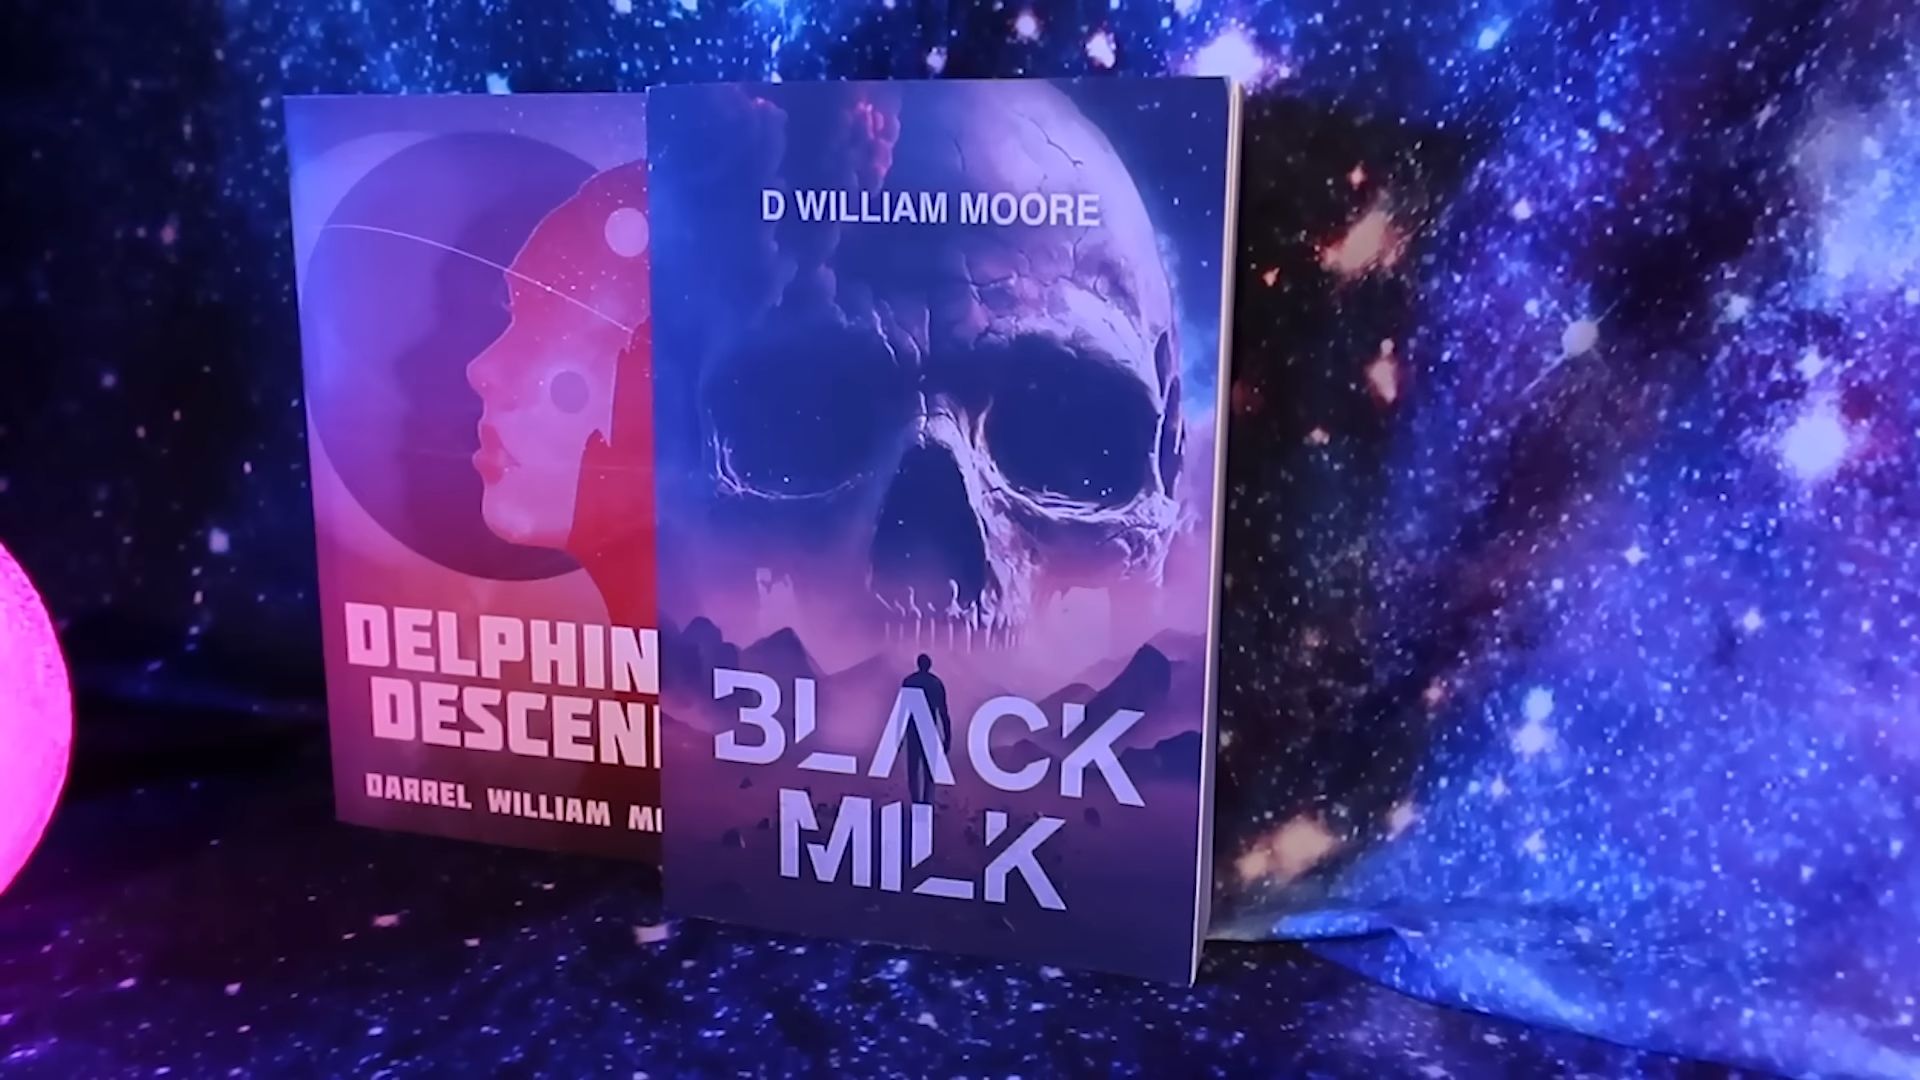 D WILLIAM MOORE
BLACK
MILK
DELPHIN
DESCEN
DARREL WILLIAM M